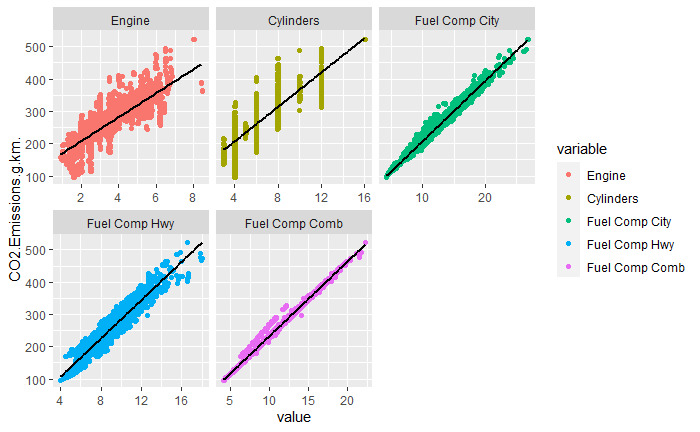 Engine
Cylinders
Fuel Comp City
500
400
300
200
100
2 4 6 8
4 8 12 16
10 20
Fuel Comp Hwy
Fuel Comp Comb
500
400
300
200
100
4 8 12 16
5 10 15 20
value
CO2.Emissions.g.km.
variable
Engine
Cylinders
Fuel Comp City
Fuel Comp Hwy
Fuel Comp Comb